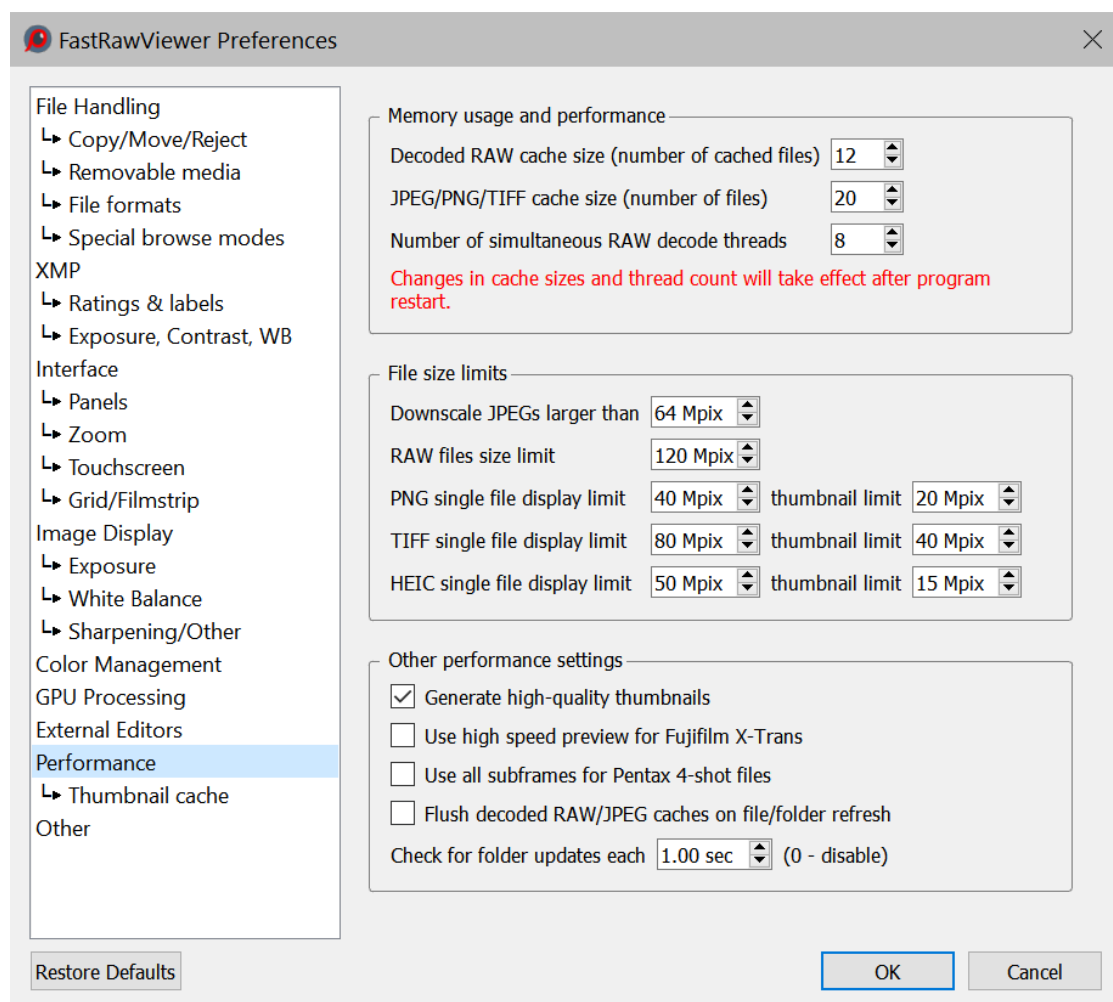 FastRawViewer Preferences
File Handling
Copy/Move/Reject
Removable media
File formats
Special browse modes
XMP
Ratings & labels
Exposure, Contrast, WB
Interface
Panels
Zoom
Touchscreen
Grid/Filmstrip
Image Display
Exposure
White Balance
Sharpening/Other
Color Management
GPU Processing
External Editors
Performance
Thumbnail cache
Other
Memory usage and performance
Decoded RAW cache size (number of cached files) 12
JPEG/PNG/TIFF cache size (number of files) 20
Number of simultaneous RAW decode threads 8
Changes in cache sizes and thread count will take effect after program
restart.
File size limits
Downscale JPEGs larger than 64 Mpix
RAW files size limit 120 Mpix
PNG single file display limit 40 Mpix thumbnail limit 20 Mpix
TIFF single file display limit 80 Mpix thumbnail limit 40 Mpix
HEIC single file display limit 50 Mpix thumbnail limit 15 Mpix
Other performance settings
Generate high-quality thumbnails
Use high speed preview for Fujifilm X-Trans
Use all subframes for Pentax 4-shot files
Flush decoded RAW/JPEG caches on file/folder refresh
Check for folder updates each 1.00 sec (0 - disable)
Restore Defaults
OK
Cancel